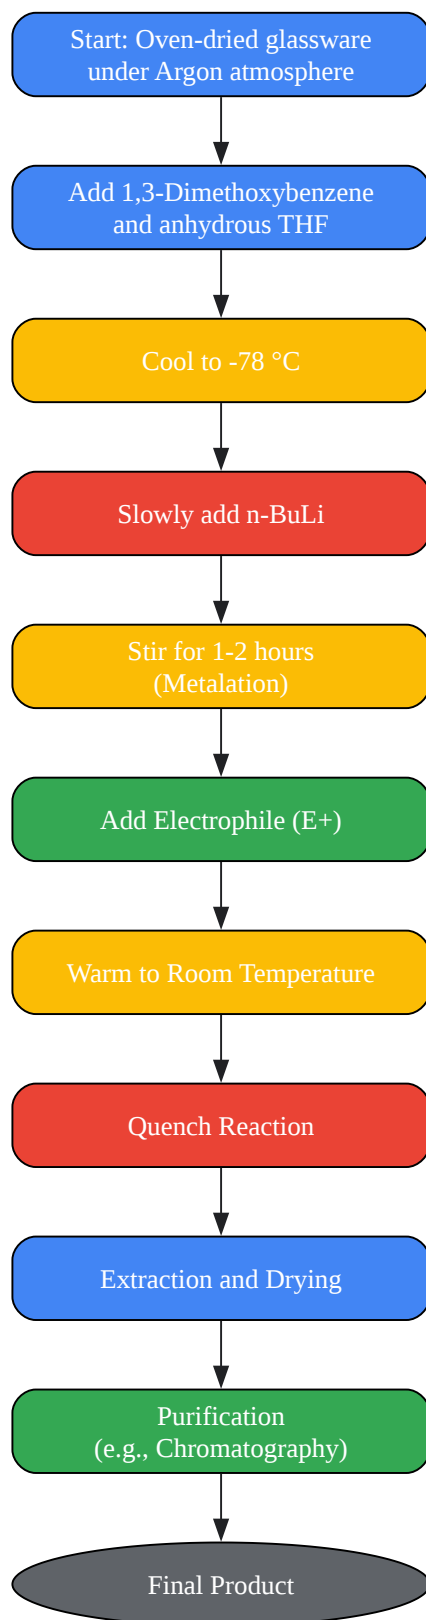 Start: Oven-dried glassware
under Argon atmosphere
Add 1,3-Dimethoxybenzene
and anhydrous THF
Cool to -78 °C
Slowly add n-BuLi
Stir for 1-2 hours
(Metalation)
Add Electrophile (E+)
Warm to Room Temperature
Quench Reaction
Extraction and Drying
Purification
(e.g., Chromatography)
Final Product